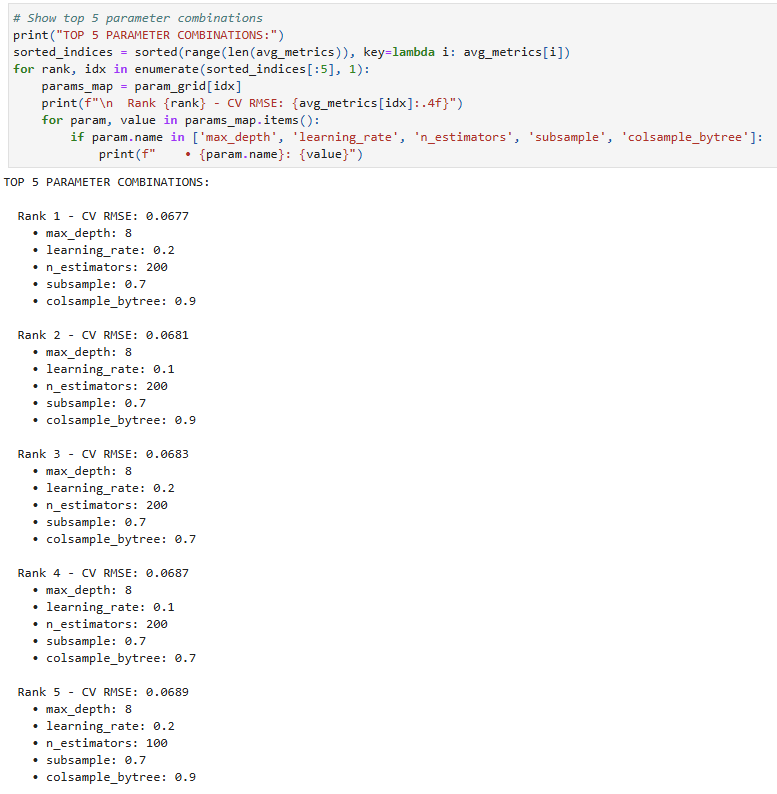 # Show top 5 parameter combinations
print("TOP 5 PARAMETER COMBINATIONS:")
sorted_indices = sorted(range(len(avg_metrics)), key=lambda i: avg_metrics[i])
for rank, idx in enumerate(sorted_indices[:5], 1):
    params_map = param_grid[idx]
    print(f"\n  Rank {rank} - CV RMSE: {avg_metrics[idx]:.4f}")
    for param, value in params_map.items():
        if param.name in ['max_depth', 'learning_rate', 'n_estimators', 'subsample', 'colsample_bytree']:
            print(f"    • {param.name}: {value}")
TOP 5 PARAMETER COMBINATIONS:

  Rank 1 - CV RMSE: 0.0677
    • max_depth: 8
    • learning_rate: 0.2
    • n_estimators: 200
    • subsample: 0.7
    • colsample_bytree: 0.9

  Rank 2 - CV RMSE: 0.0681
    • max_depth: 8
    • learning_rate: 0.1
    • n_estimators: 200
    • subsample: 0.7
    • colsample_bytree: 0.9

  Rank 3 - CV RMSE: 0.0683
    • max_depth: 8
    • learning_rate: 0.2
    • n_estimators: 200
    • subsample: 0.7
    • colsample_bytree: 0.7

  Rank 4 - CV RMSE: 0.0687
    • max_depth: 8
    • learning_rate: 0.1
    • n_estimators: 200
    • subsample: 0.7
    • colsample_bytree: 0.7

  Rank 5 - CV RMSE: 0.0689
    • max_depth: 8
    • learning_rate: 0.2
    • n_estimators: 100
    • subsample: 0.7
    • colsample_bytree: 0.9